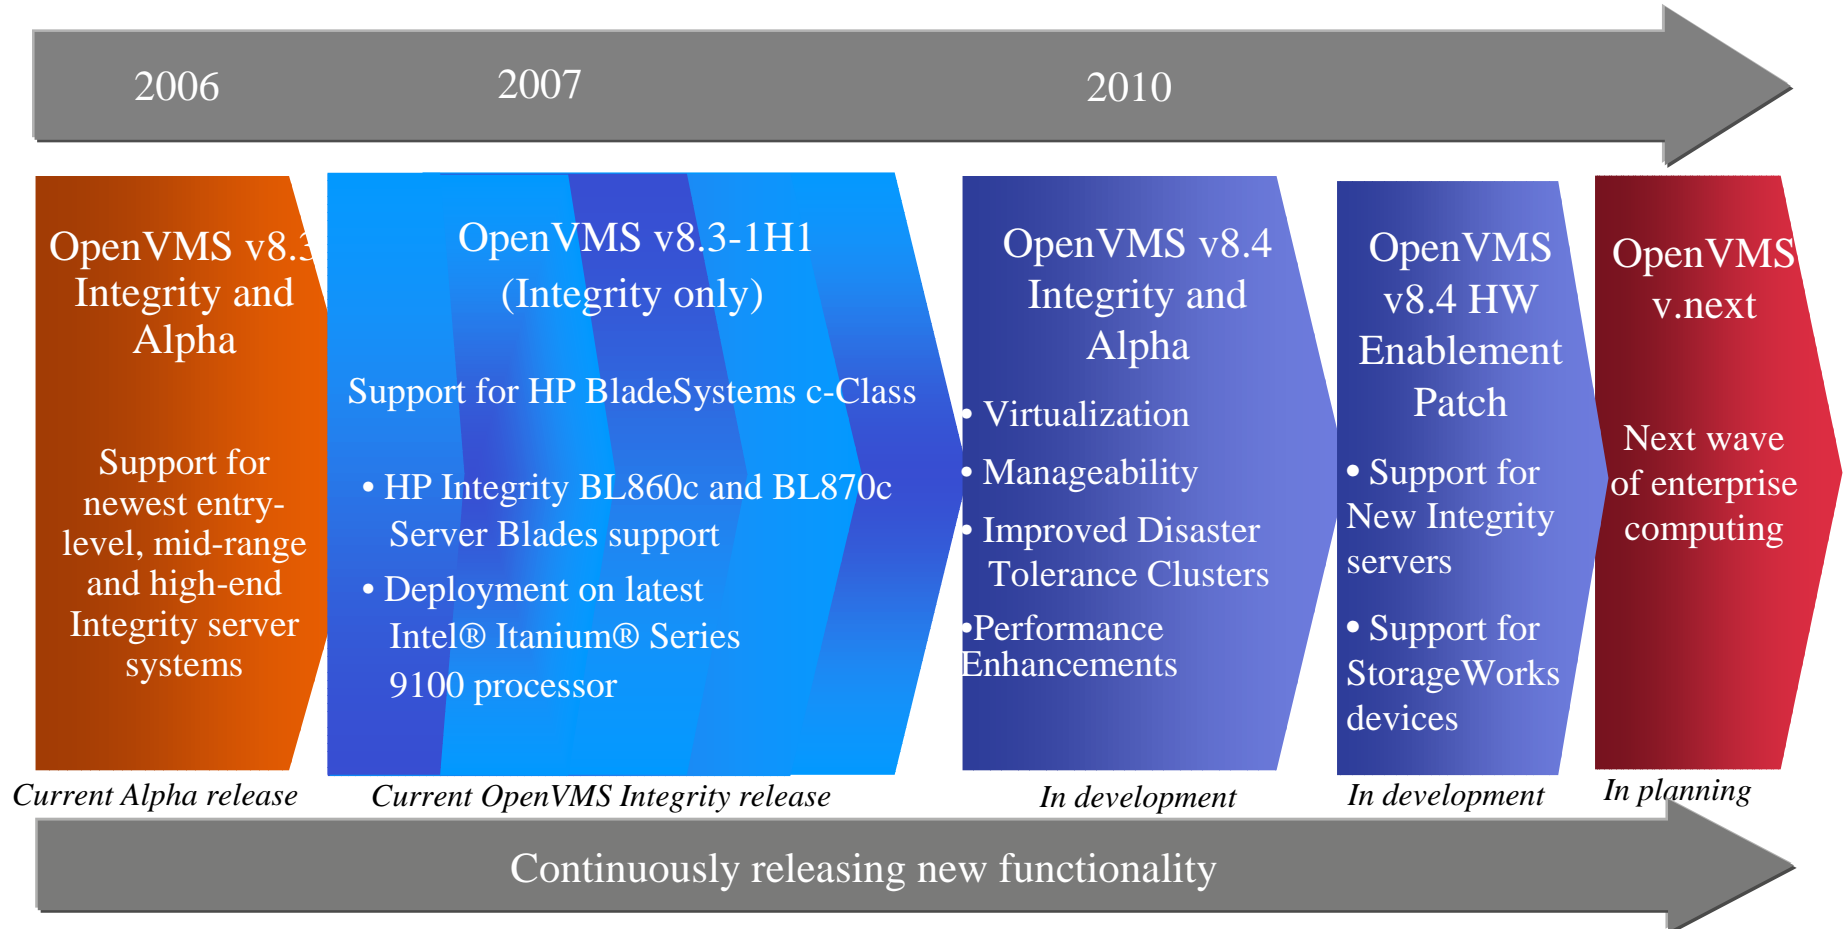 2006
2007
2010
OpenVMS v8.3
Integrity and
Alpha
Support for
newest entry-
level, mid-range
and high-end
Integrity server
systems
Current Alpha release
OpenVMS v8.3-1H1
(Integrity only)
Support for HP BladeSystems c-Class
• HP Integrity BL860c and BL870c
Server Blades support
• Deployment on latest
Intel® Itanium® Series
9100 processor
Current OpenVMS Integrity release
OpenVMS v8.4
Integrity and
Alpha
• Virtualization
• Manageability
• Improved Disaster
Tolerance Clusters
•Performance
Enhancements
In development
OpenVMS
v8.4 HW
Enablement
Patch
• Support for
New Integrity
servers
• Support for
StorageWorks
devices
In development
OpenVMS
v.next
Next wave
of enterprise
computing
In planning
Continuously releasing new functionality